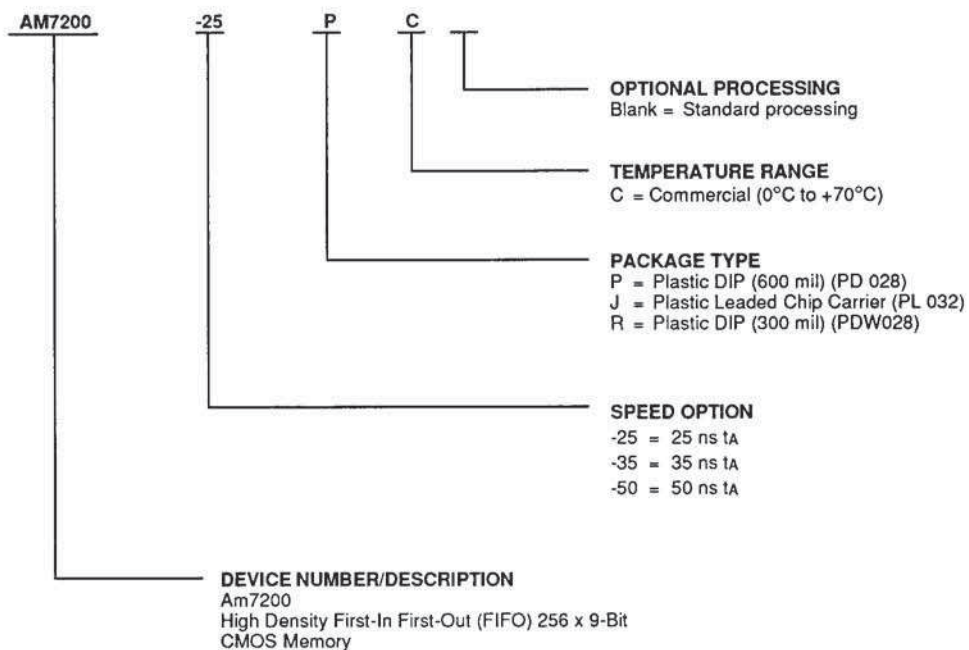 AM7200 -25 P C
OPTIONAL PROCESSING
Blank = Standard processing
TEMPERATURE RANGE
C = Commercial (0°C to +70°C)
PACKAGE TYPE
P = Plastic DIP (600 mil) (PD 028)
J = Plastic Leaded Chip Carrier (PL 032)
R = Plastic DIP (300 mil) (PDW028)
SPEED OPTION
-25 = 25 ns tA
-35 = 35 ns tA
-50 = 50 ns tA
DEVICE NUMBER/DESCRIPTION
Am7200
High Density First-In First-Out (FIFO) 256 x 9-Bit
CMOS Memory